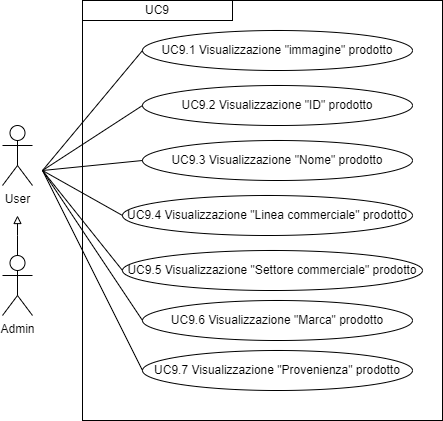 UC9
UC9.1 Visualizzazione "immagine" prodotto
UC9.2 Visualizzazione "ID" prodotto
UC9.3 Visualizzazione "Nome" prodotto
User
UC9.4 Visualizzazione "Linea commerciale" prodotto
UC9.5 Visualizzazione "Settore commerciale" prodotto
UC9.6 Visualizzazione "Marca" prodotto
Admin
UC9.7 Visualizzazione "Provenienza" prodotto